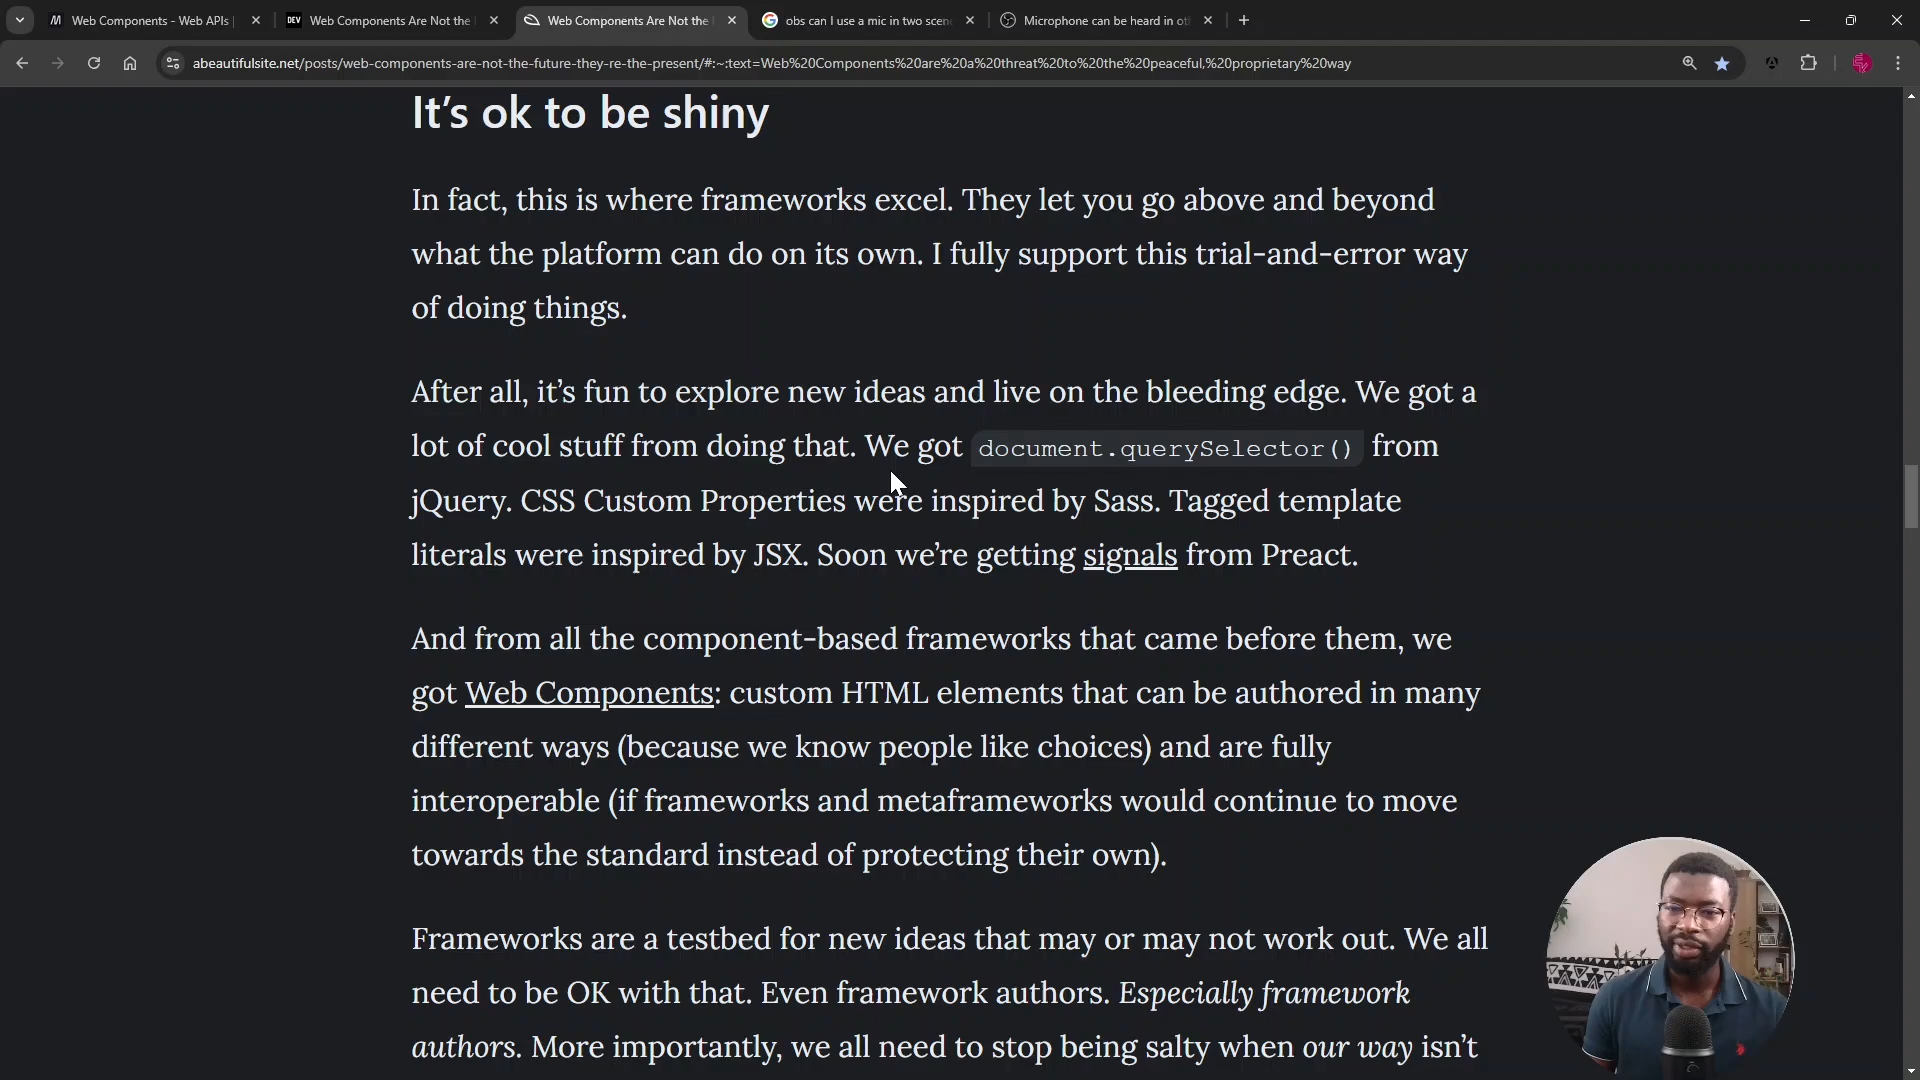 Web Components - Web APIs
DEV
Web Components Are Not the
Web Components Are Not the
obs can I use a mic in two scen
Microphone can be heard in ot
abeautifulsite.net/posts/web-components-are-not-the-future-they-re-the-present/#:~:text=Web%20Components%20are%20a%20threat%20to%20the%20peaceful,%20proprietary%20way
It’s ok to be shiny
In fact, this is where frameworks excel. They let you go above and beyond
what the platform can do on its own. I fully support this trial-and-error way
of doing things.
After all, it’s fun to explore new ideas and live on the bleeding edge. We got a
lot of cool stuff from doing that. We got document.querySelector() from
jQuery. CSS Custom Properties were inspired by Sass. Tagged template
literals were inspired by JSX. Soon we’re getting signals from Preact.
And from all the component-based frameworks that came before them, we
got Web Components: custom HTML elements that can be authored in many
different ways (because we know people like choices) and are fully
interoperable (if frameworks and metaframeworks would continue to move
towards the standard instead of protecting their own).
Frameworks are a testbed for new ideas that may or may not work out. We all
need to be OK with that. Even framework authors. Especially framework
authors. More importantly, we all need to stop being salty when our way isn’t